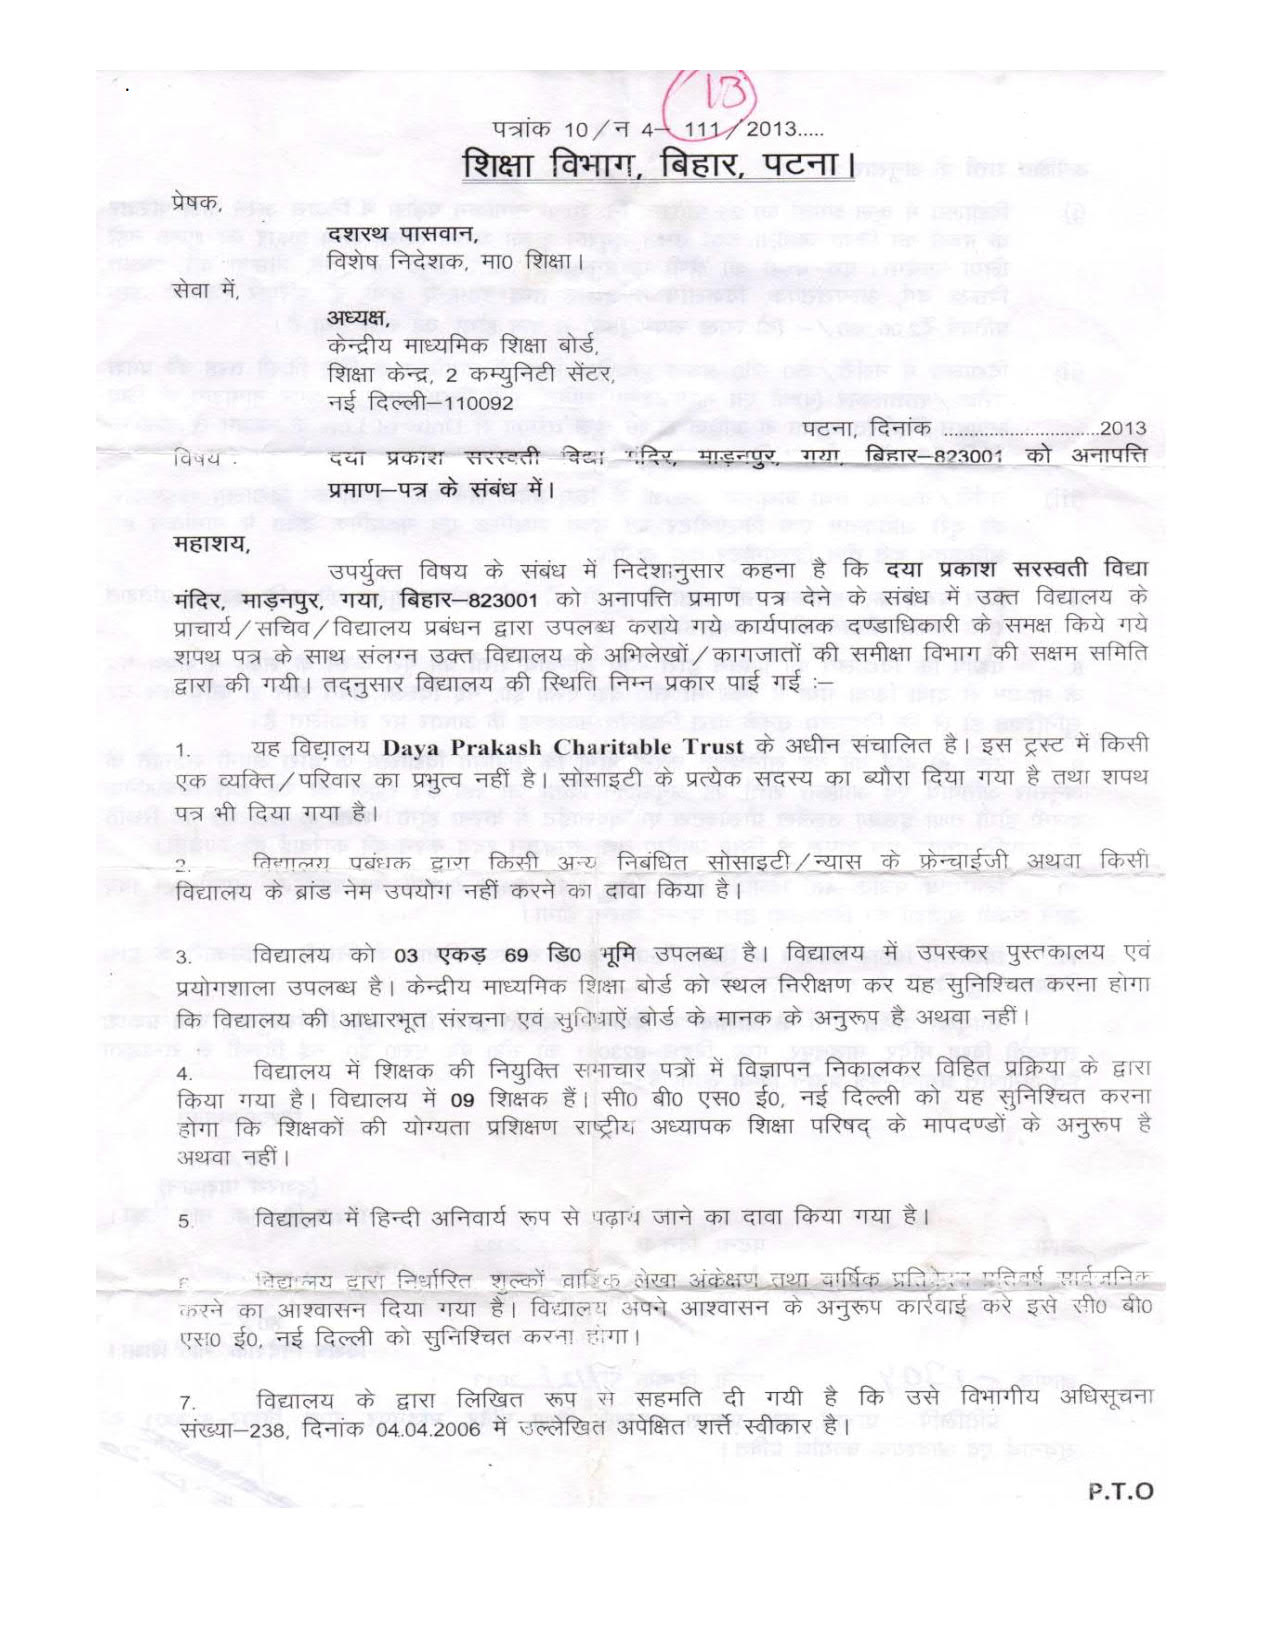 13
पत्रांक 10/न 4– 111/2013.....
शिक्षा विभाग, बिहार, पटना।
प्रेषक,
दशरथ पासवान,
विशेष निदेशक, मा0 शिक्षा।
सेवा में,
अध्यक्ष,
केन्द्रीय माध्यमिक शिक्षा बोर्ड,
शिक्षा केन्द्र, 2 कम्युनिटी सेंटर,
नई दिल्ली–110092
पटना, दिनांक ..............................2013
विषय : दया प्रकाश सरस्वती विद्या मंदिर, माड़नपुर, गया, बिहार–823001 को अनापत्ति
प्रमाण–पत्र के संबंध में।
महाशय,
उपर्युक्त विषय के संबंध में निदेशानुसार कहना है कि दया प्रकाश सरस्वती विद्या
मंदिर, माड़नपुर, गया, बिहार–823001 को अनापत्ति प्रमाण पत्र देने के संबंध में उक्त विद्यालय के
प्राचार्य/सचिव/विद्यालय प्रबंधन द्वारा उपलब्ध कराये गये कार्यपालक दण्डाधिकारी के समक्ष किये गये
शपथ पत्र के साथ संलग्न उक्त विद्यालय के अभिलेखों/कागजातों की समीक्षा विभाग की सक्षम समिति
द्वारा की गयी। तद्नुसार विद्यालय की स्थिति निम्न प्रकार पाई गई :–
1. यह विद्यालय Daya Prakash Charitable Trust के अधीन संचालित है। इस ट्रस्ट में किसी
एक व्यक्ति/परिवार का प्रभुत्व नहीं है। सोसाइटी के प्रत्येक सदस्य का ब्यौरा दिया गया है तथा शपथ
पत्र भी दिया गया है।
2. विद्यालय प्रबंधक द्वारा किसी अन्य निबंधित सोसाइटी/न्यास के फ्रेन्चाईजी अथवा किसी
विद्यालय के ब्रांड नेम उपयोग नहीं करने का दावा किया है।
3. विद्यालय को 03 एकड़ 69 डि0 भूमि उपलब्ध है। विद्यालय में उपस्कर पुस्तकालय एवं
प्रयोगशाला उपलब्ध है। केन्द्रीय माध्यमिक शिक्षा बोर्ड को स्थल निरीक्षण कर यह सुनिश्चित करना होगा
कि विद्यालय की आधारभूत संरचना एवं सुविधाऐं बोर्ड के मानक के अनुरूप है अथवा नहीं।
4. विद्यालय में शिक्षक की नियुक्ति समाचार पत्रों में विज्ञापन निकालकर विहित प्रक्रिया के द्वारा
किया गया है। विद्यालय में 09 शिक्षक हैं। सी0 बी0 एस0 ई0, नई दिल्ली को यह सुनिश्चित करना
होगा कि शिक्षकों की योग्यता प्रशिक्षण राष्ट्रीय अध्यापक शिक्षा परिषद् के मापदण्डों के अनुरूप है
अथवा नहीं।
5. विद्यालय में हिन्दी अनिवार्य रूप से पढ़ाये जाने का दावा किया गया है।
6. विद्यालय द्वारा निर्धारित शुल्कों वार्षिक लेखा अंकेक्षण तथा वार्षिक प्रतिवेदन प्रतिवर्ष सार्वजनिक
करने का आश्वासन दिया गया है। विद्यालय अपने आश्वासन के अनुरूप कार्रवाई करे इसे सी0 बी0
एस0 ई0, नई दिल्ली को सुनिश्चित करना होगा।
7. विद्यालय के द्वारा लिखित रूप से सहमति दी गयी है कि उसे विभागीय अधिसूचना
संख्या–238, दिनांक 04.04.2006 में उल्लेखित अपेक्षित शर्त्त स्वीकार है।
P.T.O